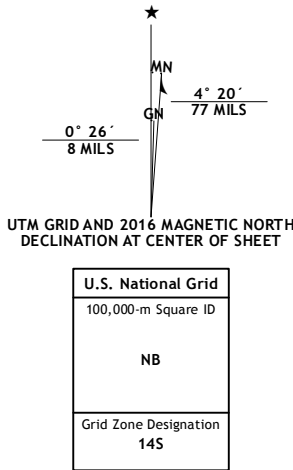 ★
MN
GN
4° 20´
77 MILS
0° 26´
8 MILS
UTM GRID AND 2016 MAGNETIC NORTH
DECLINATION AT CENTER OF SHEET
U.S. National Grid
100,000-m Square ID
NB
Grid Zone Designation
14S